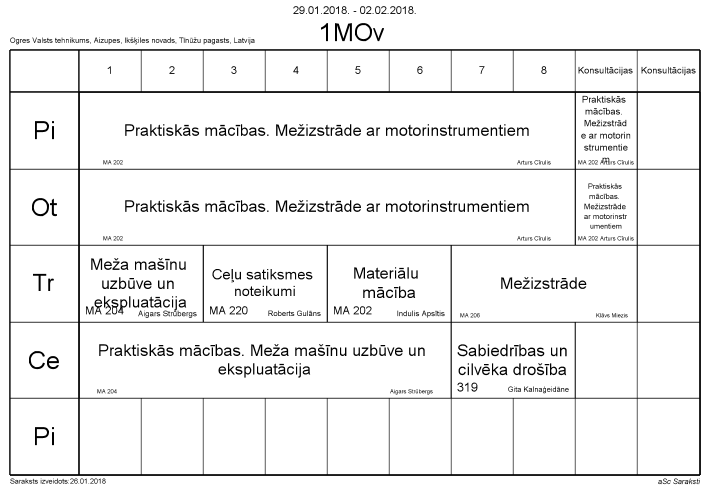 29.01.2018. - 02.02.2018.
1MOv
Ogres Valsts tehnikums, Aizupes, Ikšķiles novads, Tīnūžu pagasts, Latvija
1 2 3 4 5 6 7 8 Konsultācijas Konsultācijas
Pi
Praktiskās mācības. Mežizstrāde ar motorinstrumentiem
MA 202 Arturs Cīrulis
Praktiskās
mācības.
Mežizstrād
e ar motorin
strumentie
m
MA 202 Arturs Cīrulis
Ot
Praktiskās mācības. Mežizstrāde ar motorinstrumentiem
MA 202 Arturs Cīrulis
Praktiskās
mācības.
Mežizstrāde
ar motorinstr
umentiem
MA 202 Arturs Cīrulis
Tr
Meža mašīnu
uzbūve un
ekspluatācija
MA 204 Aigars Strūbergs
Ceļu satiksmes
noteikumi
MA 220 Roberts Gulāns
Materiālu
mācība
MA 202 Indulis Apsītis
Mežizstrāde
MA 206 Klāvs Miezis
Ce
Praktiskās mācības. Meža mašīnu uzbūve un
ekspluatācija
MA 204 Aigars Strūbergs
Sabiedrības un
cilvēka drošība
319 Gita Kalnaģeidāne
Pi
Saraksts izveidots:26.01.2018 aSc Saraksti